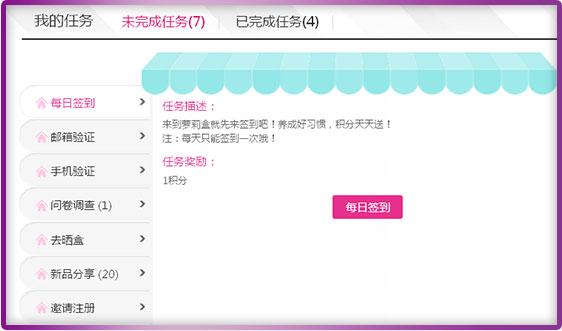 我的任务 未完成任务(7) 已完成任务(4)
每日签到
邮箱验证
手机验证
问卷调查 (1)
去晒盒
新品分享 (20)
邀请注册
任务描述：
来到萝莉盒就先来签到吧！养成好习惯，积分天天送！
注：每天只能签到一次哦！
任务奖励：
1积分
每日签到